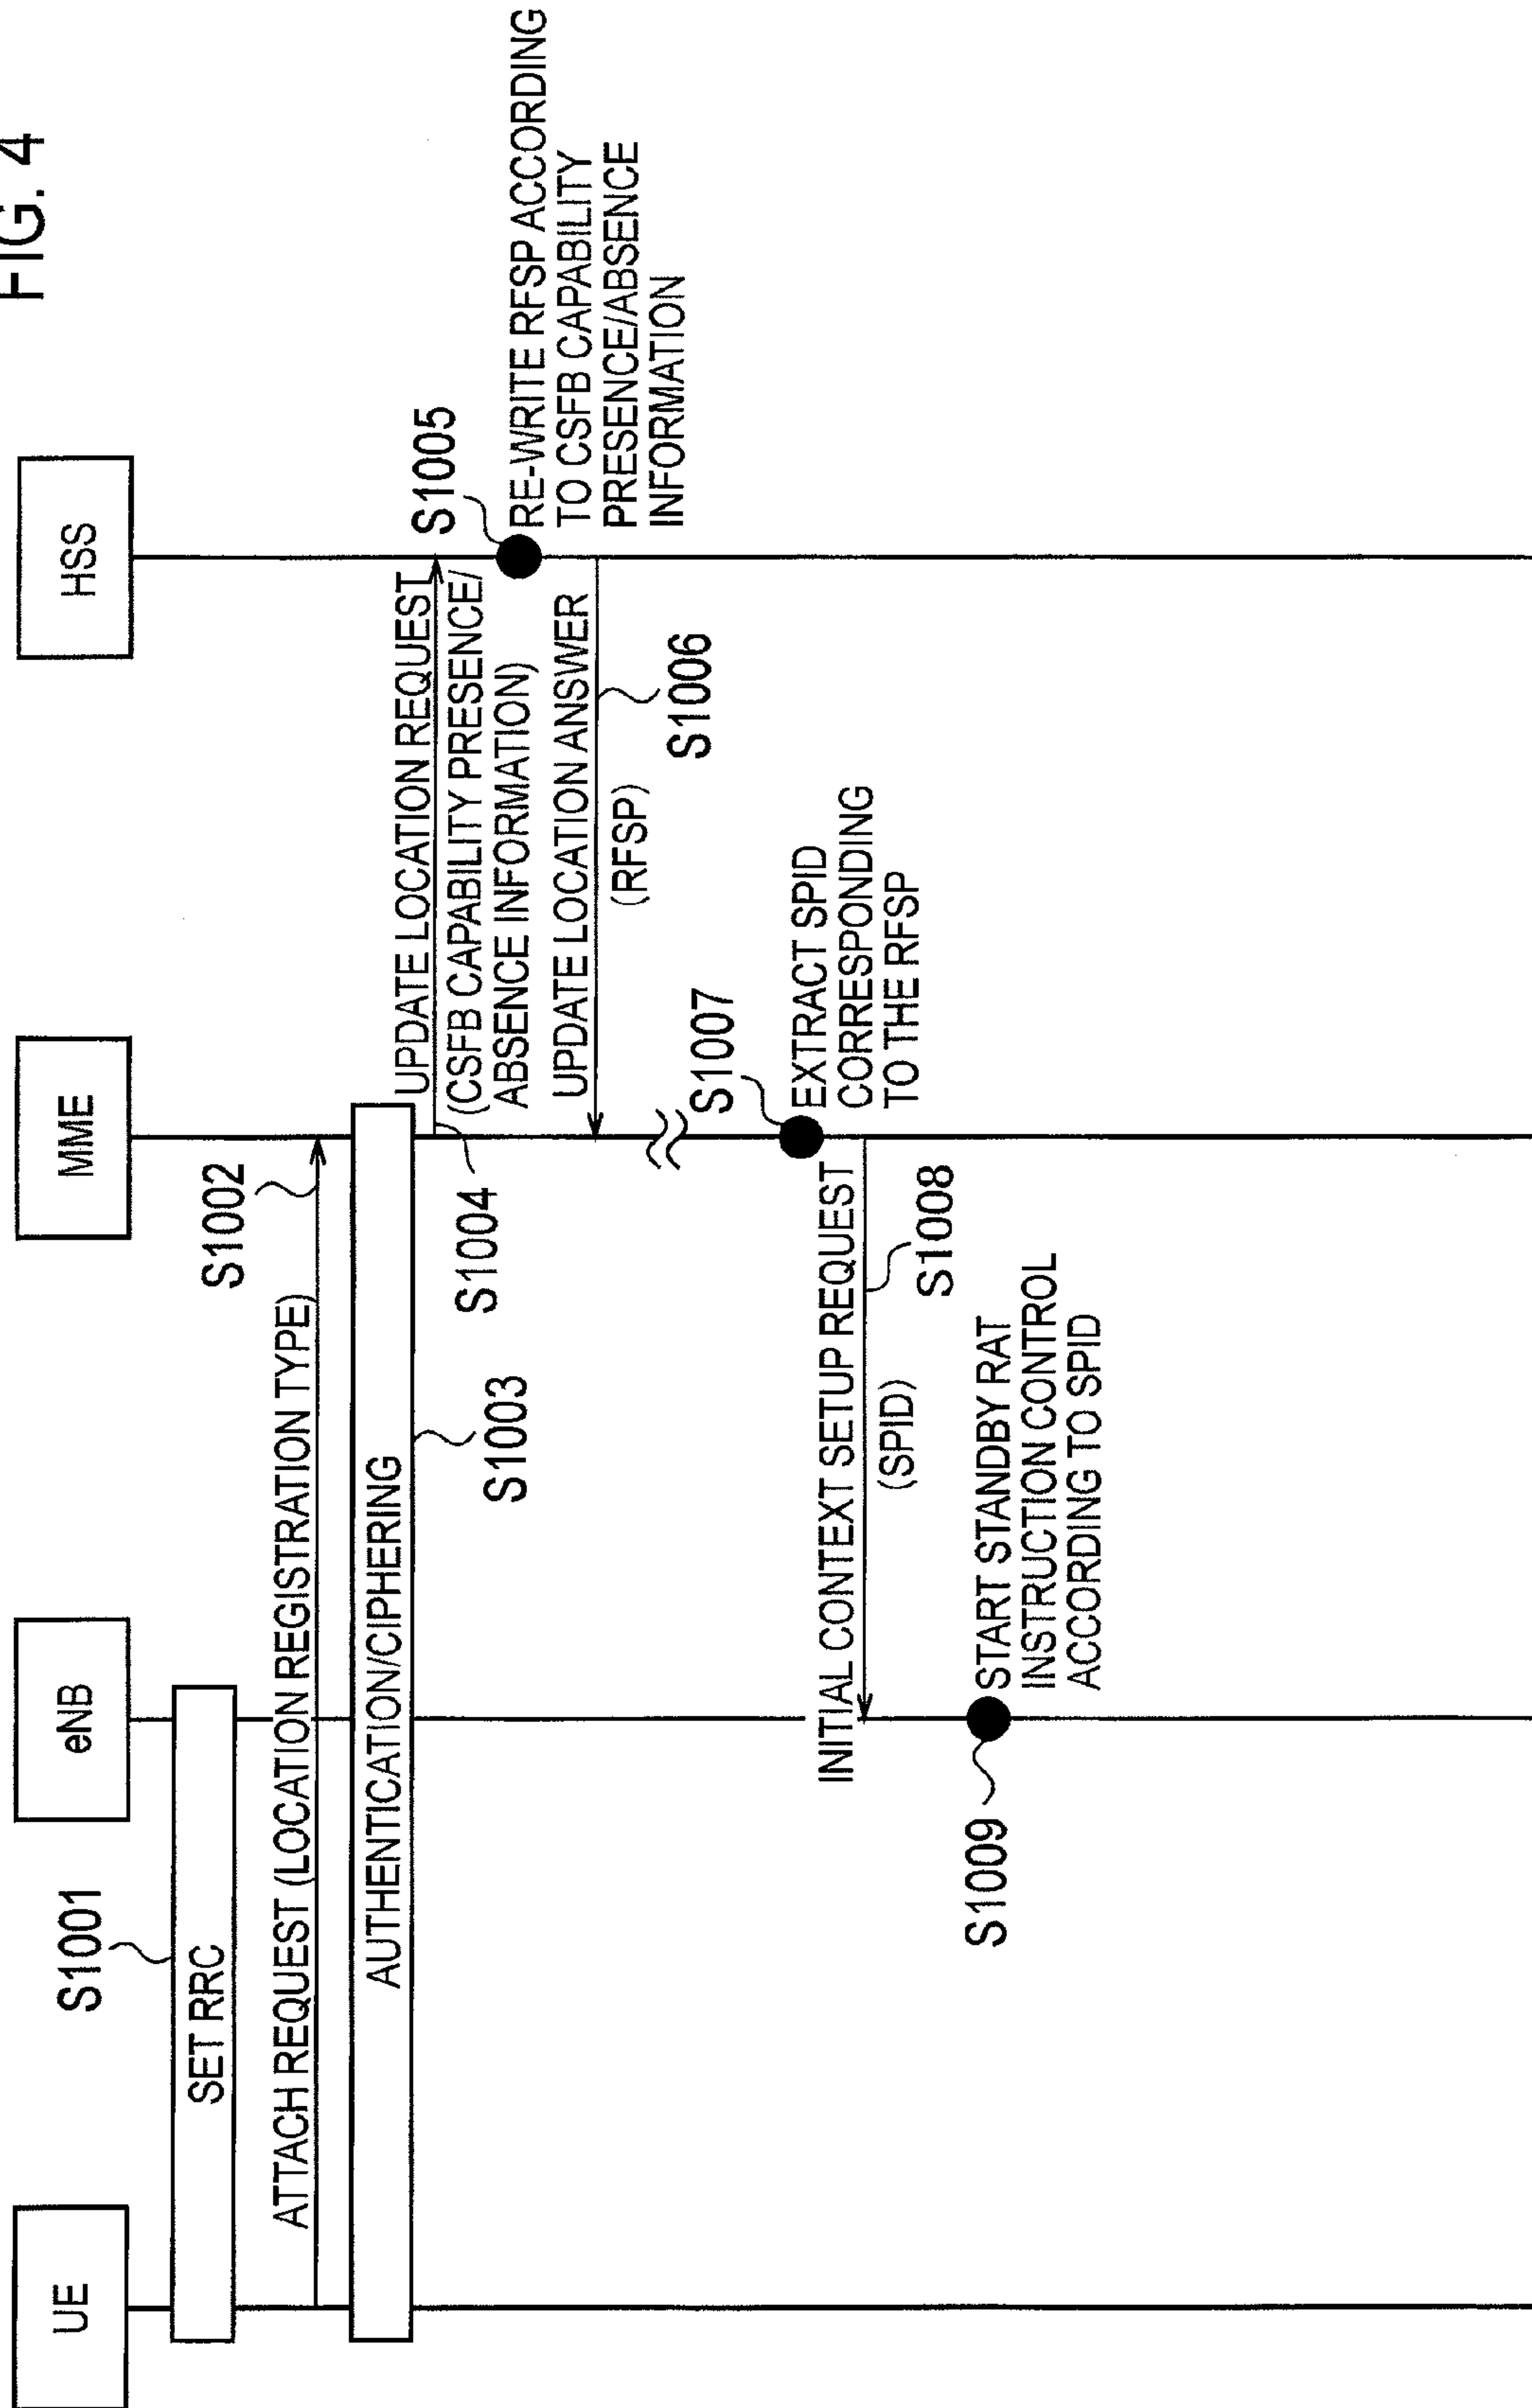 FIG. 4
UE
eNB
MME
HSS
S1001
SET RRC
ATTACH REQUEST (LOCATION REGISTRATION TYPE)
S1002
AUTHENTICATION/CIPHERING
S1003
UPDATE LOCATION REQUEST
(CSFB CAPABILITY PRESENCE/
ABSENCE INFORMATION)
S1004
S1005
RE-WRITE RFSP ACCORDING
TO CSFB CAPABILITY
PRESENCE/ABSENCE
INFORMATION
UPDATE LOCATION ANSWER
(RFSP)
S1006
S1007
EXTRACT SPID
CORRESPONDING
TO THE RFSP
INITIAL CONTEXT SETUP REQUEST
(SPID)
S1008
S1009
START STANDBY RAT
INSTRUCTION CONTROL
ACCORDING TO SPID